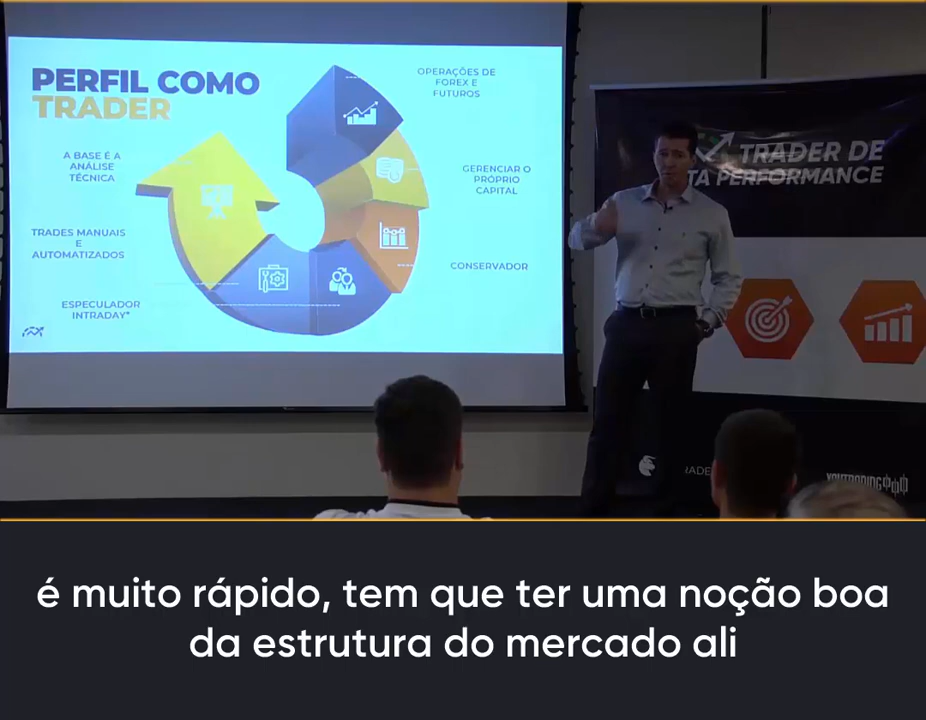 PERFIL COMO
TRADER
OPERAÇÕES DE
FOREX E
FUTUROS
A BASE É A
ANÁLISE
TÉCNICA
GERENCIAR O
PRÓPRIO
CAPITAL
TRADES MANUAIS
E
AUTOMATIZADOS
CONSERVADOR
ESPECULADOR
INTRADAY*
TRADER DE
TA PERFORMANCE
é muito rápido, tem que ter uma noção boa
da estrutura do mercado ali